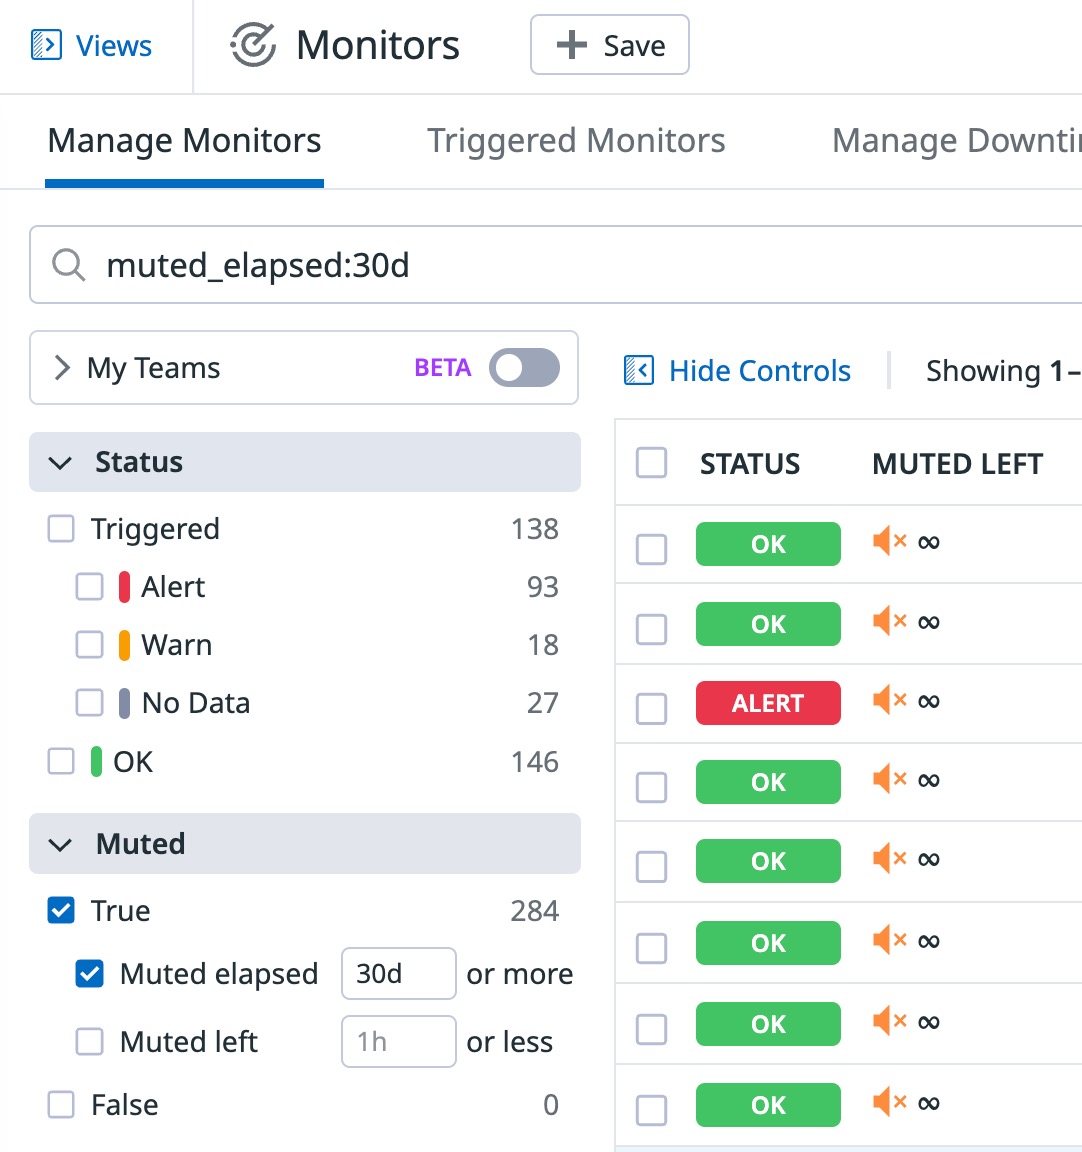 Views Monitors + Save
Manage Monitors Triggered Monitors Manage Downti
muted_elapsed:30d
My Teams BETA
Hide Controls Showing 1–
Status
Triggered 138
Alert 93
Warn 18
No Data 27
OK 146
Muted
True 284
Muted elapsed 30d or more
Muted left 1h or less
False 0
STATUS MUTED LEFT
OK ∞
OK ∞
ALERT ∞
OK ∞
OK ∞
OK ∞
OK ∞
OK ∞